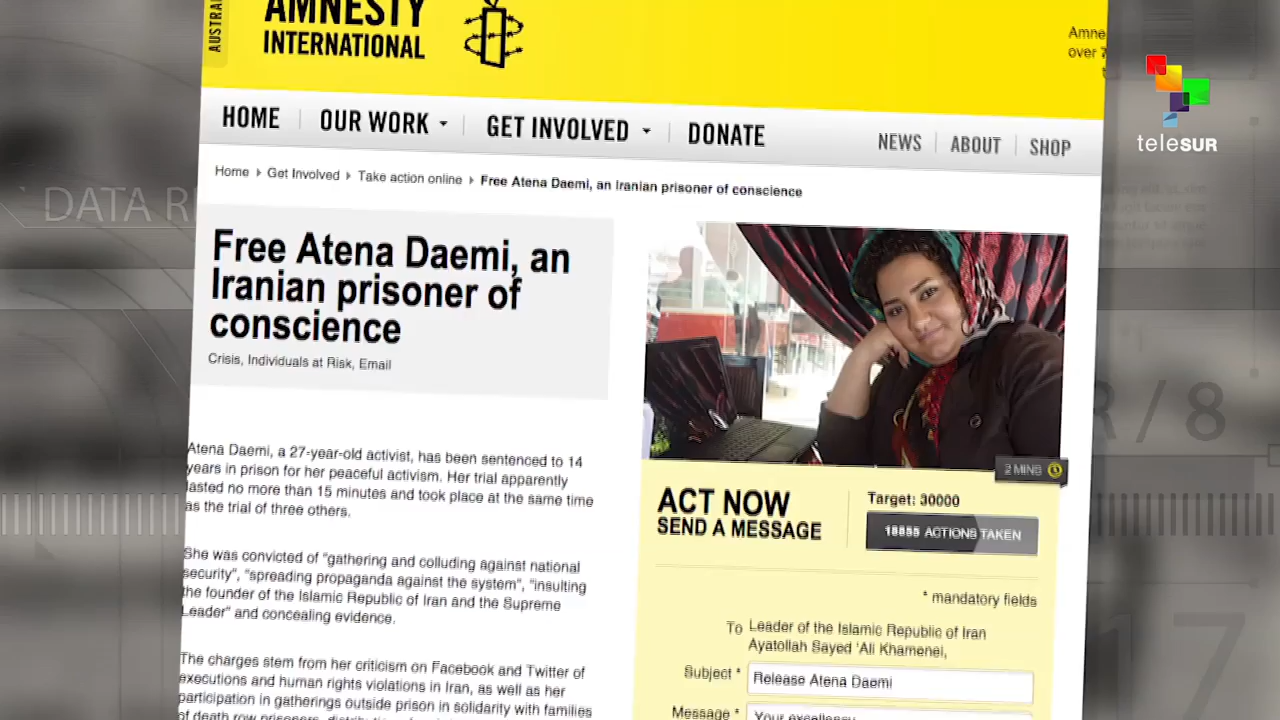 AUSTRALIA
AMNESTY
INTERNATIONAL
Amne
over 7
teleSUR
HOME
OUR WORK
GET INVOLVED
DONATE
NEWS
ABOUT
SHOP
Home
Get Involved
Take action online
Free Atena Daemi, an Iranian prisoner of conscience
DATA R
Free Atena Daemi, an
Iranian prisoner of
conscience
Crisis, Individuals at Risk, Email
Atena Daemi, a 27-year-old activist, has been sentenced to 14
years in prison for her peaceful activism. Her trial apparently
lasted no more than 15 minutes and took place at the same time
as the trial of three others.
She was convicted of "gathering and colluding against national
security", "spreading propaganda against the system", "insulting
the founder of the Islamic Republic of Iran and the Supreme
Leader" and concealing evidence.
The charges stem from her criticism on Facebook and Twitter of
executions and human rights violations in Iran, as well as her
participation in gatherings outside prison in solidarity with families
of death row prisoners,
2 MINS
ACT NOW
SEND A MESSAGE
Target: 30000
18855 ACTIONS TAKEN
* mandatory fields
To
Leader of the Islamic Republic of Iran
Ayatollah Sayed 'Ali Khamenei,
Subject *
Release Atena Daemi
Message *
Your excellency
R / 8
17